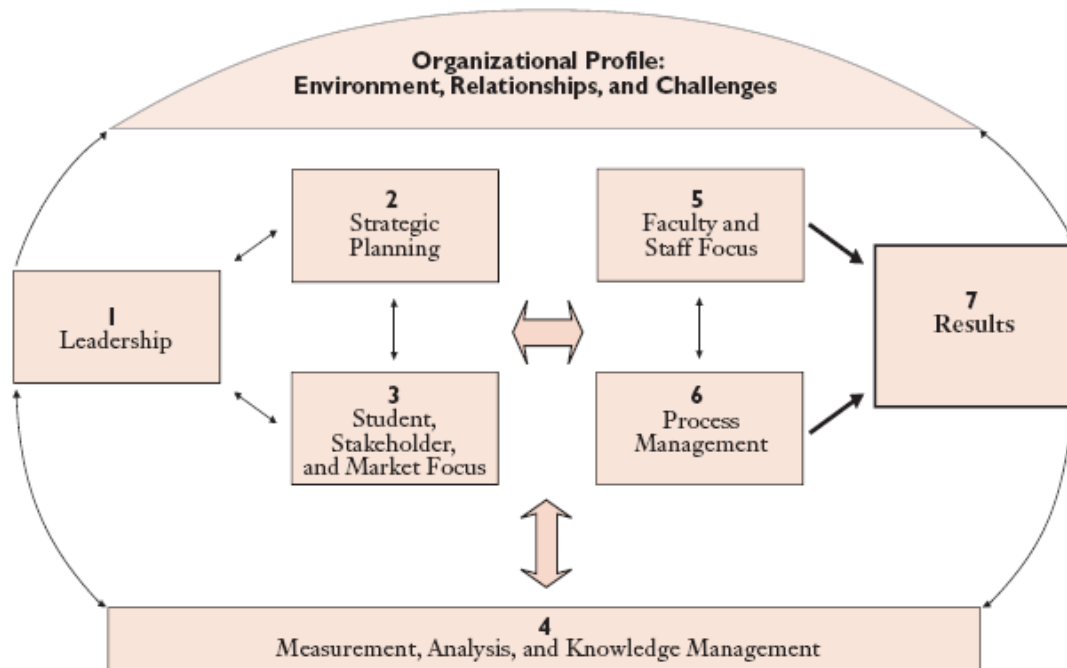 Organizational Profile:
Environment, Relationships, and Challenges
2
Strategic
Planning
5
Faculty and
Staff Focus
1
Leadership
7
Results
3
Student,
Stakeholder,
and Market Focus
6
Process
Management
4
Measurement, Analysis, and Knowledge Management